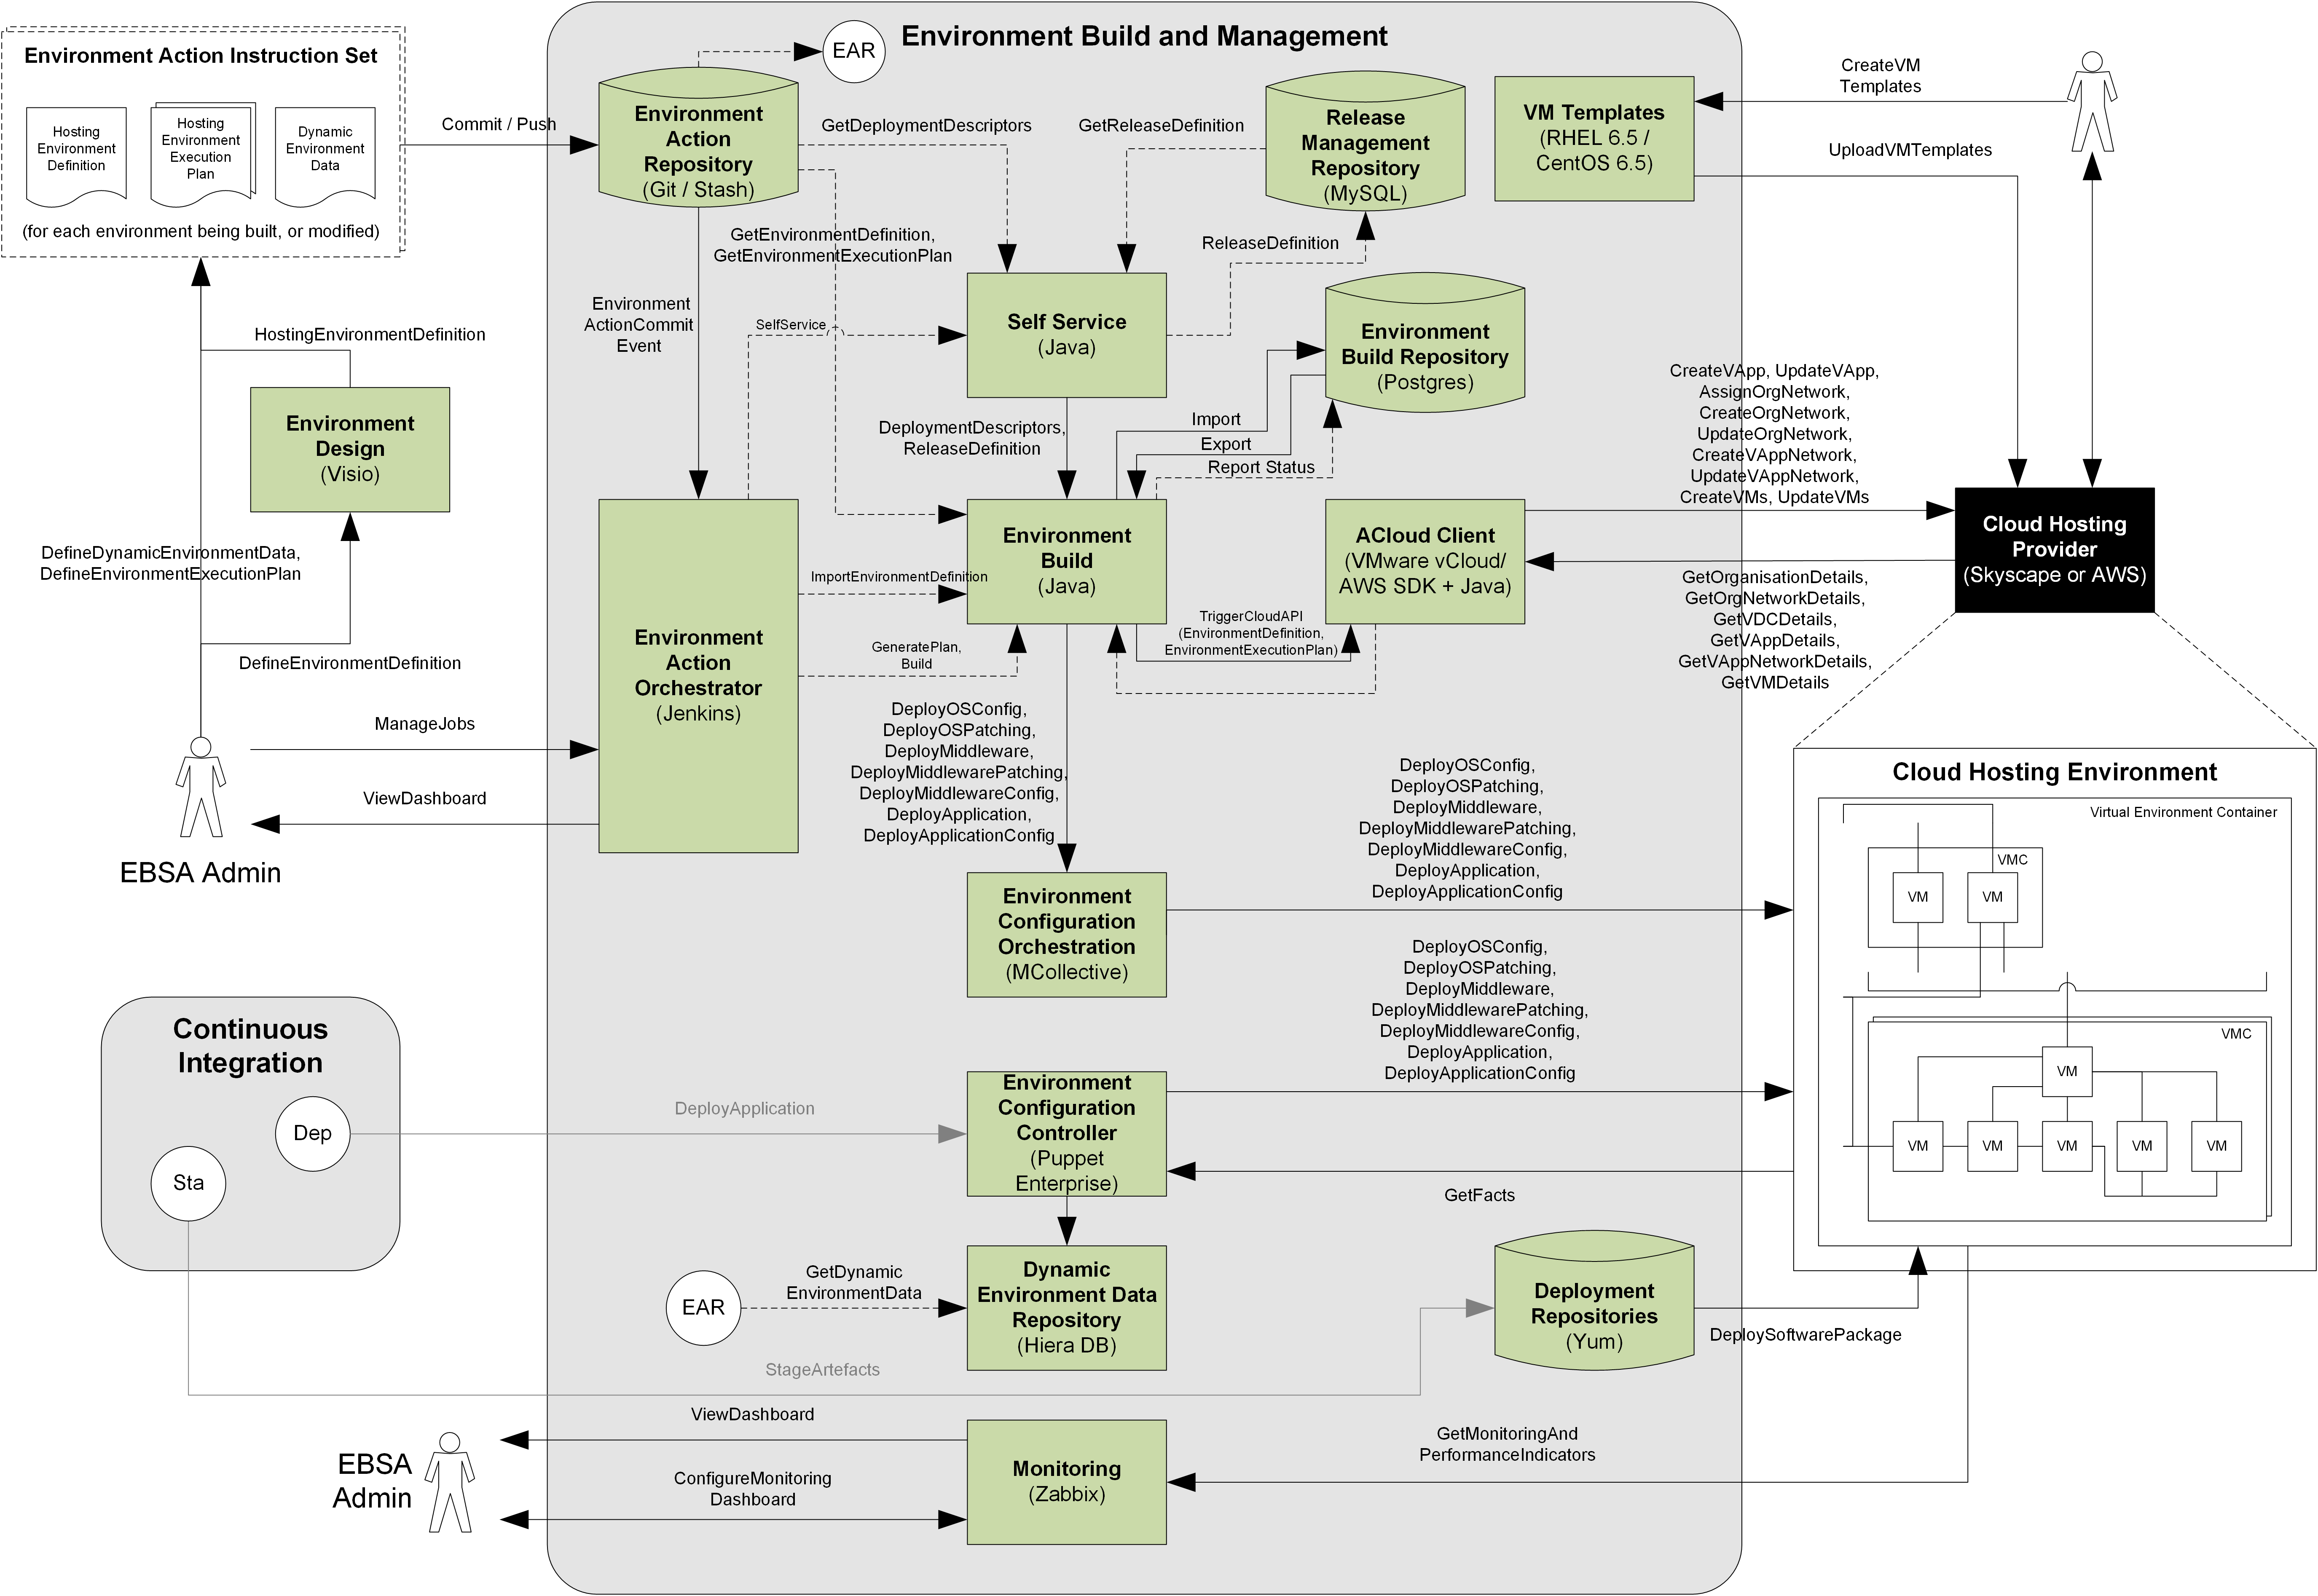 Environment Build and Management
Environment Action Instruction Set
Hosting
Environment
Definition
Hosting
Environment
Execution
Plan
Dynamic
Environment
Data
(for each environment being built, or modified)
Commit / Push
EAR
Environment
Action
Repository
(Git / Stash)
GetDeploymentDescriptors
GetReleaseDefinition
Release
Management
Repository
(MySQL)
VM Templates
(RHEL 6.5 /
CentOS 6.5)
CreateVM
Templates
UploadVMTemplates
GetEnvironmentDefinition,
GetEnvironmentExecutionPlan
ReleaseDefinition
Environment
ActionCommit
Event
SelfService
Self Service
(Java)
Environment
Build Repository
(Postgres)
HostingEnvironmentDefinition
Environment
Design
(Visio)
DefineDynamicEnvironmentData,
DefineEnvironmentExecutionPlan
DefineEnvironmentDefinition
DeploymentDescriptors,
ReleaseDefinition
Import
Export
Report Status
CreateVApp, UpdateVApp,
AssignOrgNetwork,
CreateOrgNetwork,
UpdateOrgNetwork,
CreateVAppNetwork,
UpdateVAppNetwork,
CreateVMs, UpdateVMs
Environment
Build
(Java)
ACloud Client
(VMware vCloud/
AWS SDK + Java)
Cloud Hosting
Provider
(Skyscape or AWS)
ImportEnvironmentDefinition
GetOrganisationDetails,
GetOrgNetworkDetails,
GetVDCDetails,
GetVAppDetails,
GetVAppNetworkDetails,
GetVMDetails
TriggerCloudAPI
(EnvironmentDefinition,
EnvironmentExecutionPlan)
Environment
Action
Orchestrator
(Jenkins)
GeneratePlan,
Build
ManageJobs
ViewDashboard
EBSA Admin
DeployOSConfig,
DeployOSPatching,
DeployMiddleware,
DeployMiddlewarePatching,
DeployMiddlewareConfig,
DeployApplication,
DeployApplicationConfig
DeployOSConfig,
DeployOSPatching,
DeployMiddleware,
DeployMiddlewarePatching,
DeployMiddlewareConfig,
DeployApplication,
DeployApplicationConfig
Cloud Hosting Environment
Virtual Environment Container
VMC
VM
VM
Environment
Configuration
Orchestration
(MCollective)
DeployOSConfig,
DeployOSPatching,
DeployMiddleware,
DeployMiddlewarePatching,
DeployMiddlewareConfig,
DeployApplication,
DeployApplicationConfig
VMC
VM
VM
VM
VM
VM
VM
Continuous
Integration
Dep
Sta
DeployApplication
Environment
Configuration
Controller
(Puppet
Enterprise)
GetFacts
EAR
GetDynamic
EnvironmentData
Dynamic
Environment Data
Repository
(Hiera DB)
Deployment
Repositories
(Yum)
DeploySoftwarePackage
StageArtefacts
ViewDashboard
EBSA
Admin
ConfigureMonitoring
Dashboard
Monitoring
(Zabbix)
GetMonitoringAnd
PerformanceIndicators